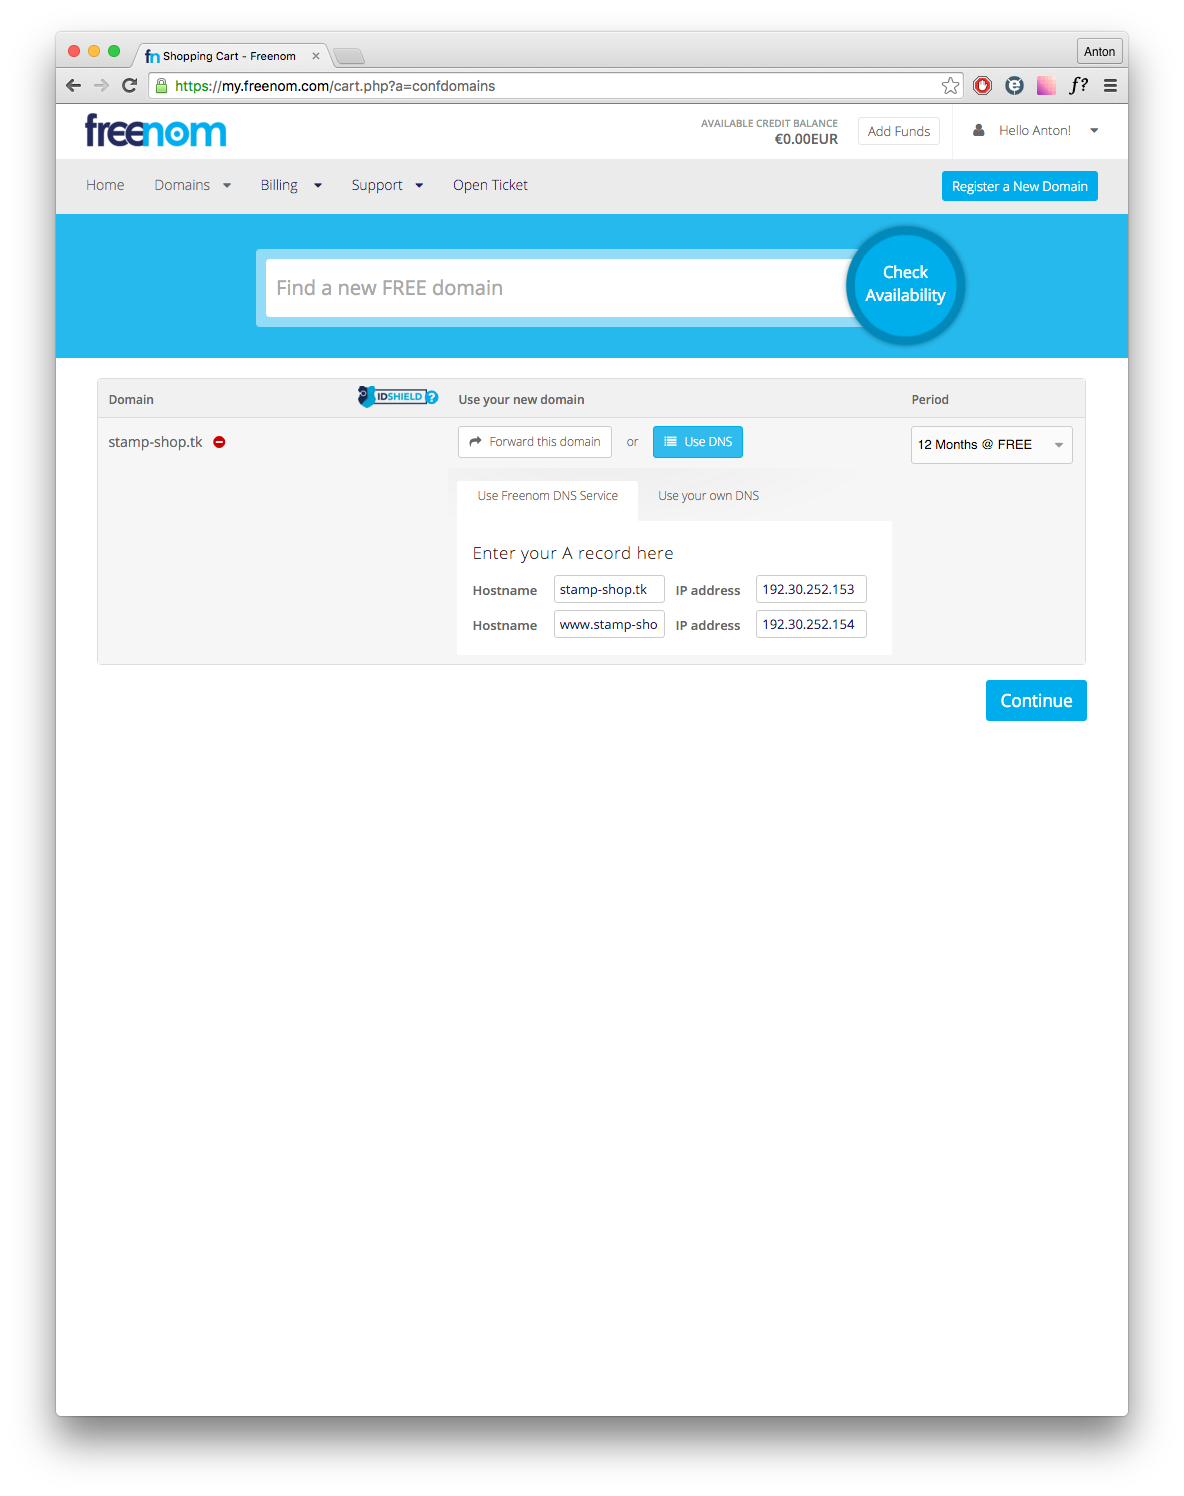 Shopping Cart - Freenom
Anton
https://my.freenom.com/cart.php?a=confdomains
f?
freenom
AVAILABLE CREDIT BALANCE
€0.00EUR
Add Funds
Hello Anton!
Home
Domains
Billing
Support
Open Ticket
Register a New Domain
Find a new FREE domain
Check
Availability
Domain
IDSHIELD ?
Use your new domain
Period
stamp-shop.tk
Forward this domain
or
Use DNS
12 Months @ FREE
Use Freenom DNS Service
Use your own DNS
Enter your A record here
Hostname stamp-shop.tk IP address 192.30.252.153
Hostname www.stamp-sho IP address 192.30.252.154
Continue